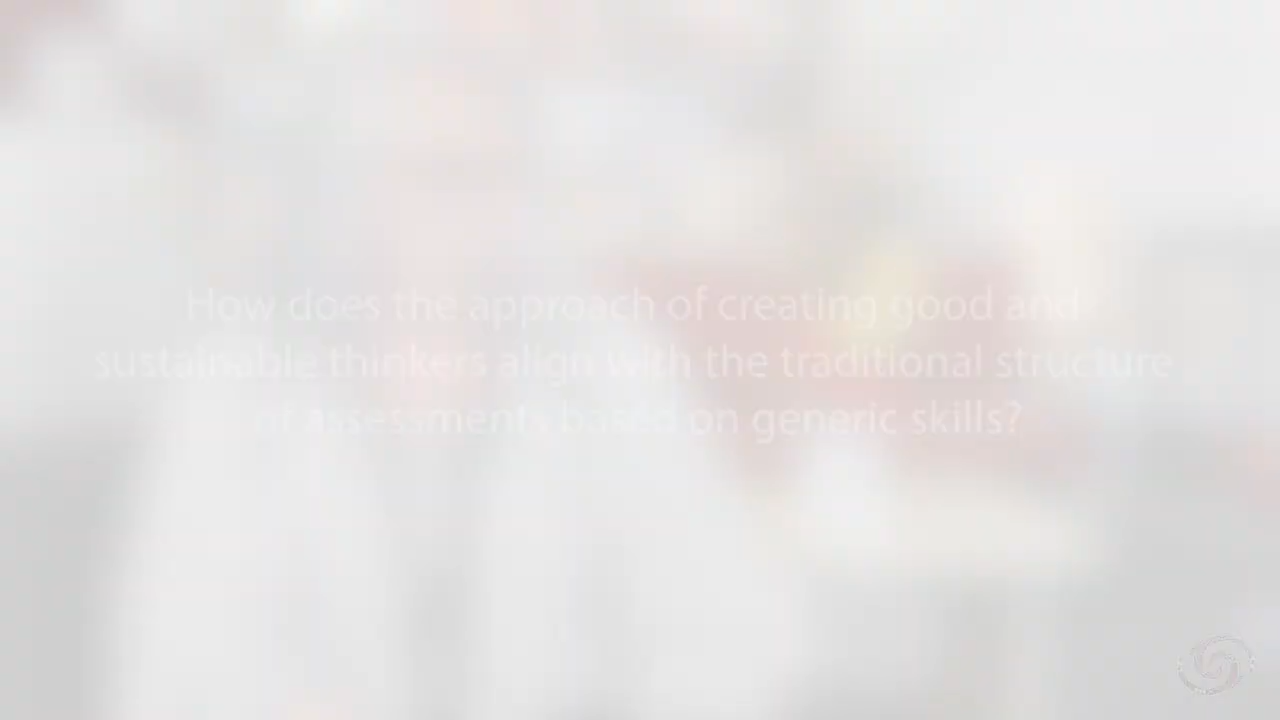 How does the approach of creating good and
sustainable thinkers align with the traditional structure
of assessments based on generic skills?